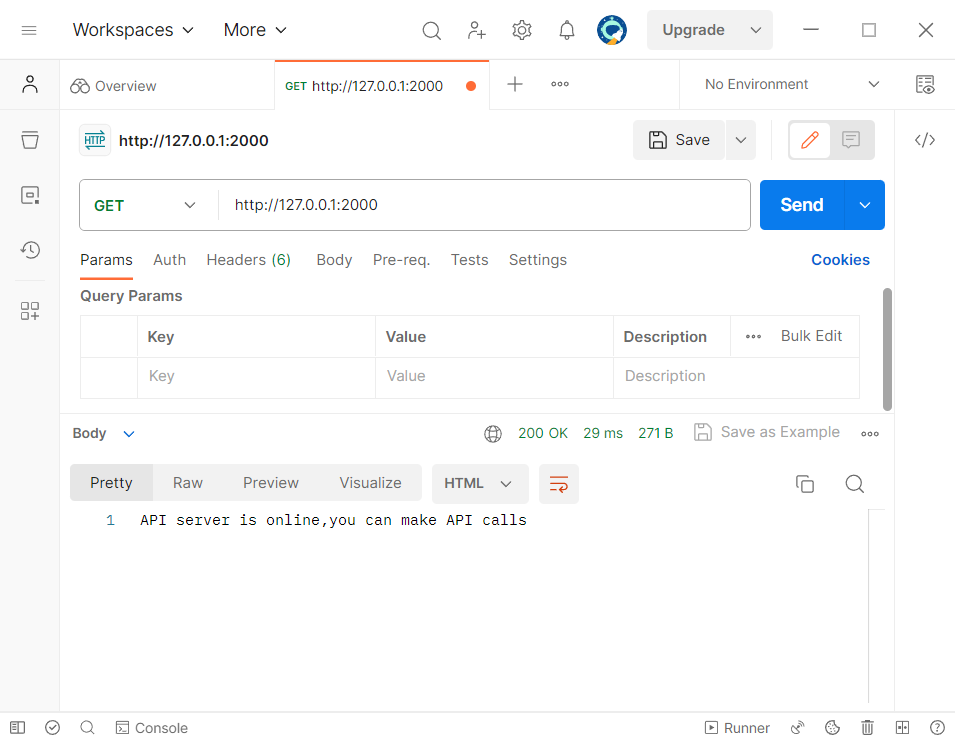 Workspaces More Upgrade
Overview GET http://127.0.0.1:2000 No Environment
HTTP http://127.0.0.1:2000 Save
GET http://127.0.0.1:2000 Send
Params Auth Headers (6) Body Pre-req. Tests Settings Cookies
Query Params
Key Value Description Bulk Edit
Key Value Description
Body 200 OK 29 ms 271 B Save as Example
Pretty Raw Preview Visualize HTML
1 API server is online,you can make API calls
Console Runner